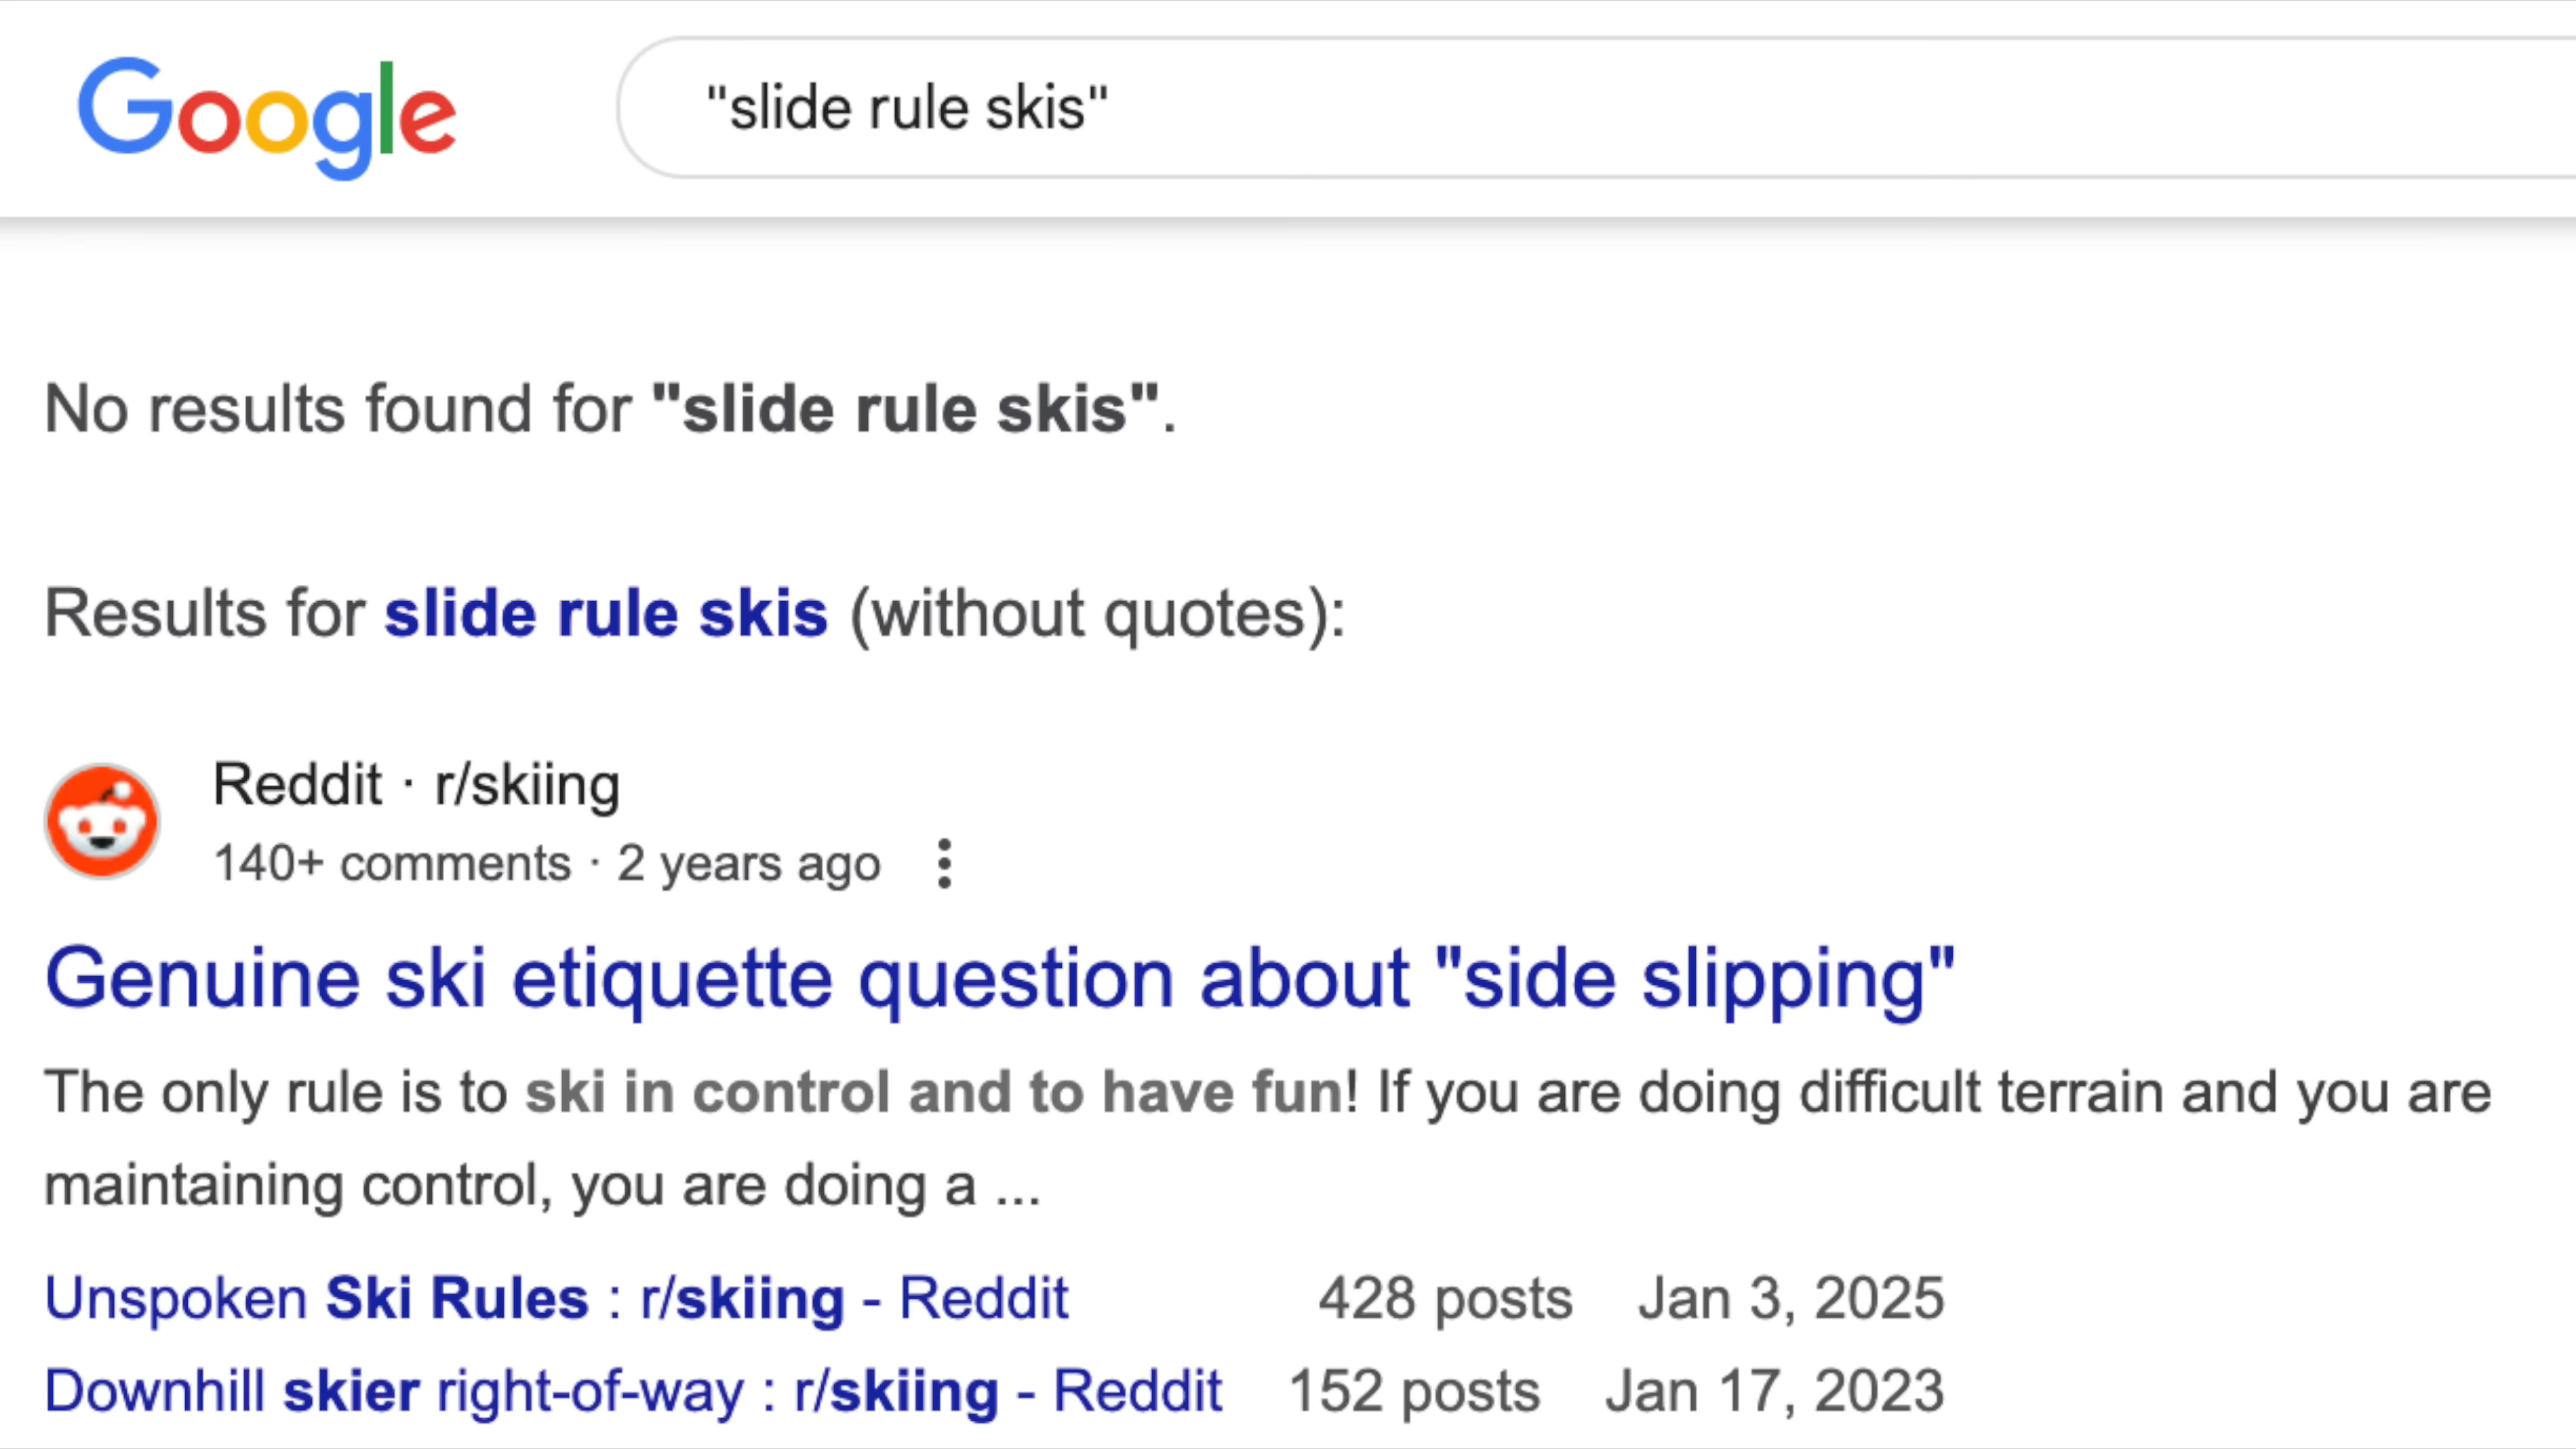 Google
"slide rule skis"
No results found for "slide rule skis".
Results for slide rule skis (without quotes):
Reddit · r/skiing
140+ comments · 2 years ago
Genuine ski etiquette question about "side slipping"
The only rule is to ski in control and to have fun! If you are doing difficult terrain and you are
maintaining control, you are doing a ...
Unspoken Ski Rules : r/skiing - Reddit 428 posts Jan 3, 2025
Downhill skier right-of-way : r/skiing - Reddit 152 posts Jan 17, 2023